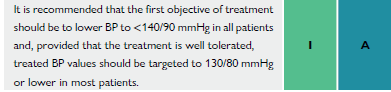 It is recommended that the first objective of treatment
should be to lower BP to <140/90 mmHg in all patients
and, provided that the treatment is well tolerated,
treated BP values should be targeted to 130/80 mmHg
or lower in most patients.
I
A